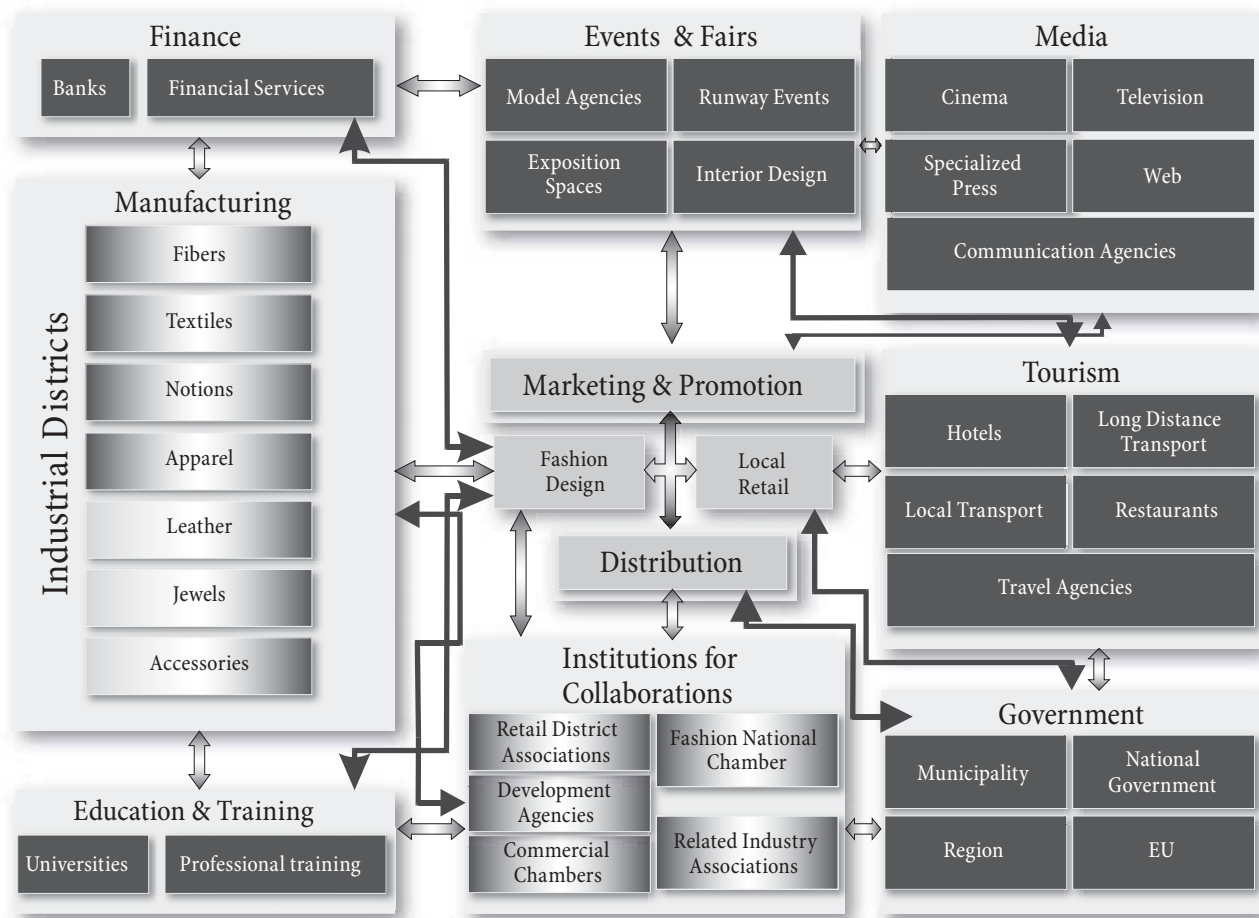 Finance
Banks
Financial Services
Events & Fairs
Model Agencies
Runway Events
Exposition
Spaces
Interior Design
Media
Cinema
Television
Specialized
Press
Web
Communication Agencies
Industrial Districts
Manufacturing
Fibers
Textiles
Notions
Apparel
Leather
Jewels
Accessories
Marketing & Promotion
Fashion
Design
Local
Retail
Distribution
Tourism
Hotels
Long Distance
Transport
Local Transport
Restaurants
Travel Agencies
Education & Training
Universities
Professional training
Institutions for
Collaborations
Retail District
Associations
Fashion National
Chamber
Development
Agencies
Commercial
Chambers
Related Industry
Associations
Government
Municipality
National
Government
Region
EU